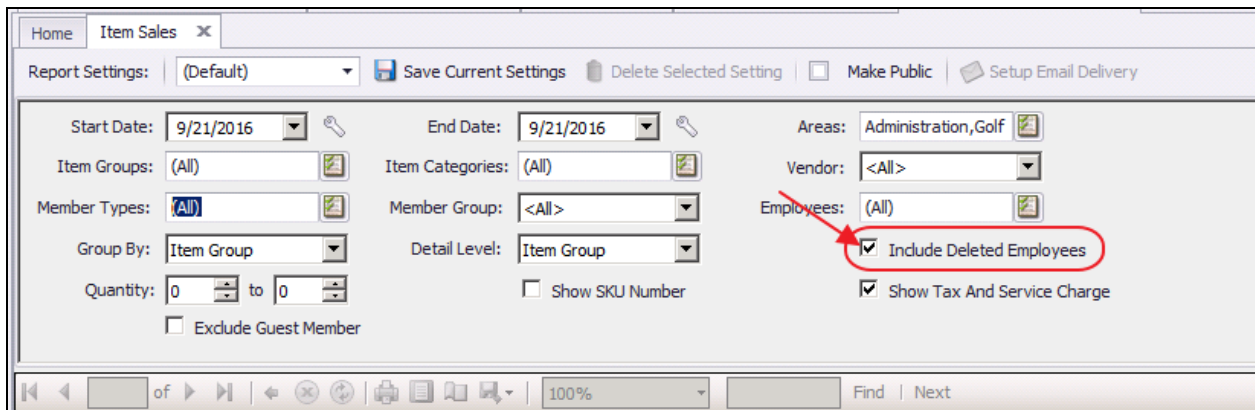 Home Item Sales
Report Settings: (Default) Save Current Settings Delete Selected Setting Make Public Setup Email Delivery
Start Date: 9/21/2016 End Date: 9/21/2016 Areas: Administration,Golf
Item Groups: (All) Item Categories: (All) Vendor: <All>
Member Types: (All) Member Group: <All> Employees: (All)
Group By: Item Group Detail Level: Item Group Include Deleted Employees
Quantity: 0 to 0 Show SKU Number Show Tax And Service Charge
Exclude Guest Member
of 100% Find | Next